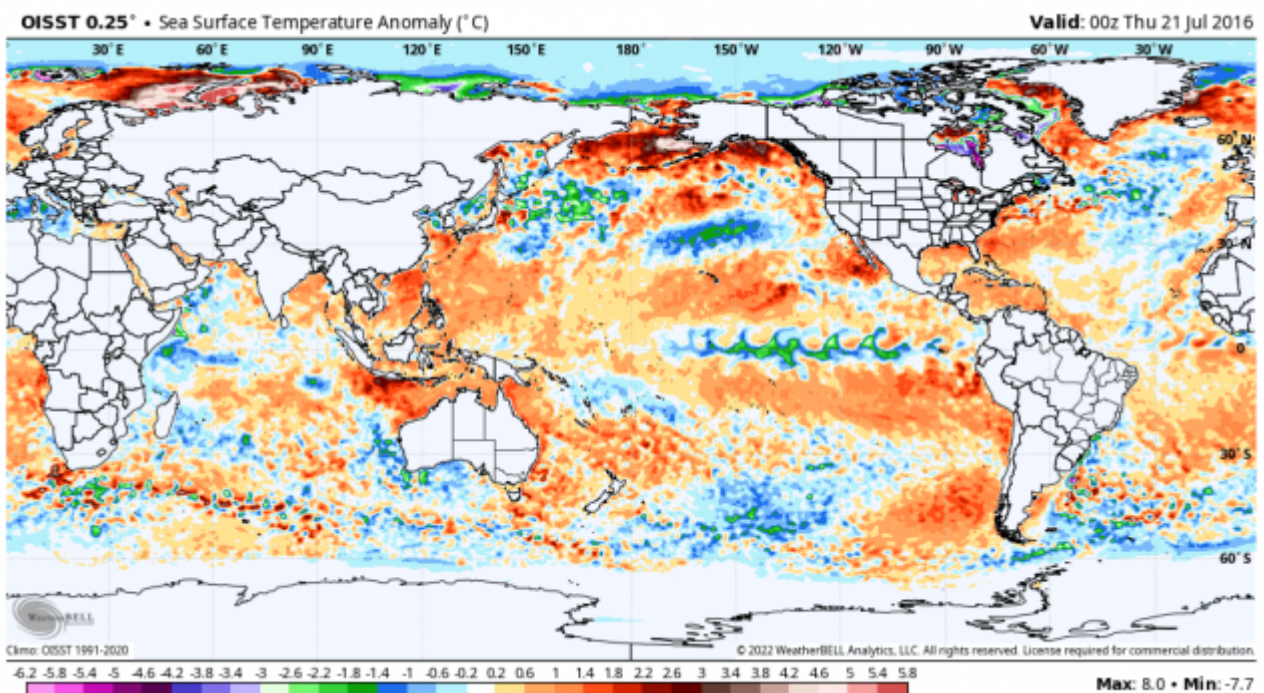 OISST 0.25° • Sea Surface Temperature Anomaly (°C) Valid: 00z Thu 21 Jul 2016
30°E 60°E 90°E 120°E 150°E 180° 150°W 120°W 90°W 60°W 30°W
60°N
30°N
0
30°S
60°S
WeatherBELL
Climo: OISST 1991-2020 © 2022 WeatherBELL Analytics, LLC. All rights reserved. License required for commercial distribution.
-6.2 -5.8 -5.4 -5 -4.6 -4.2 -3.8 -3.4 -3 -2.6 -2.2 -1.8 -1.4 -1 -0.6 -0.2 0.2 0.6 1 1.4 1.8 2.2 2.6 3 3.4 3.8 4.2 4.6 5 5.4 5.8
Max: 8.0 • Min: -7.7